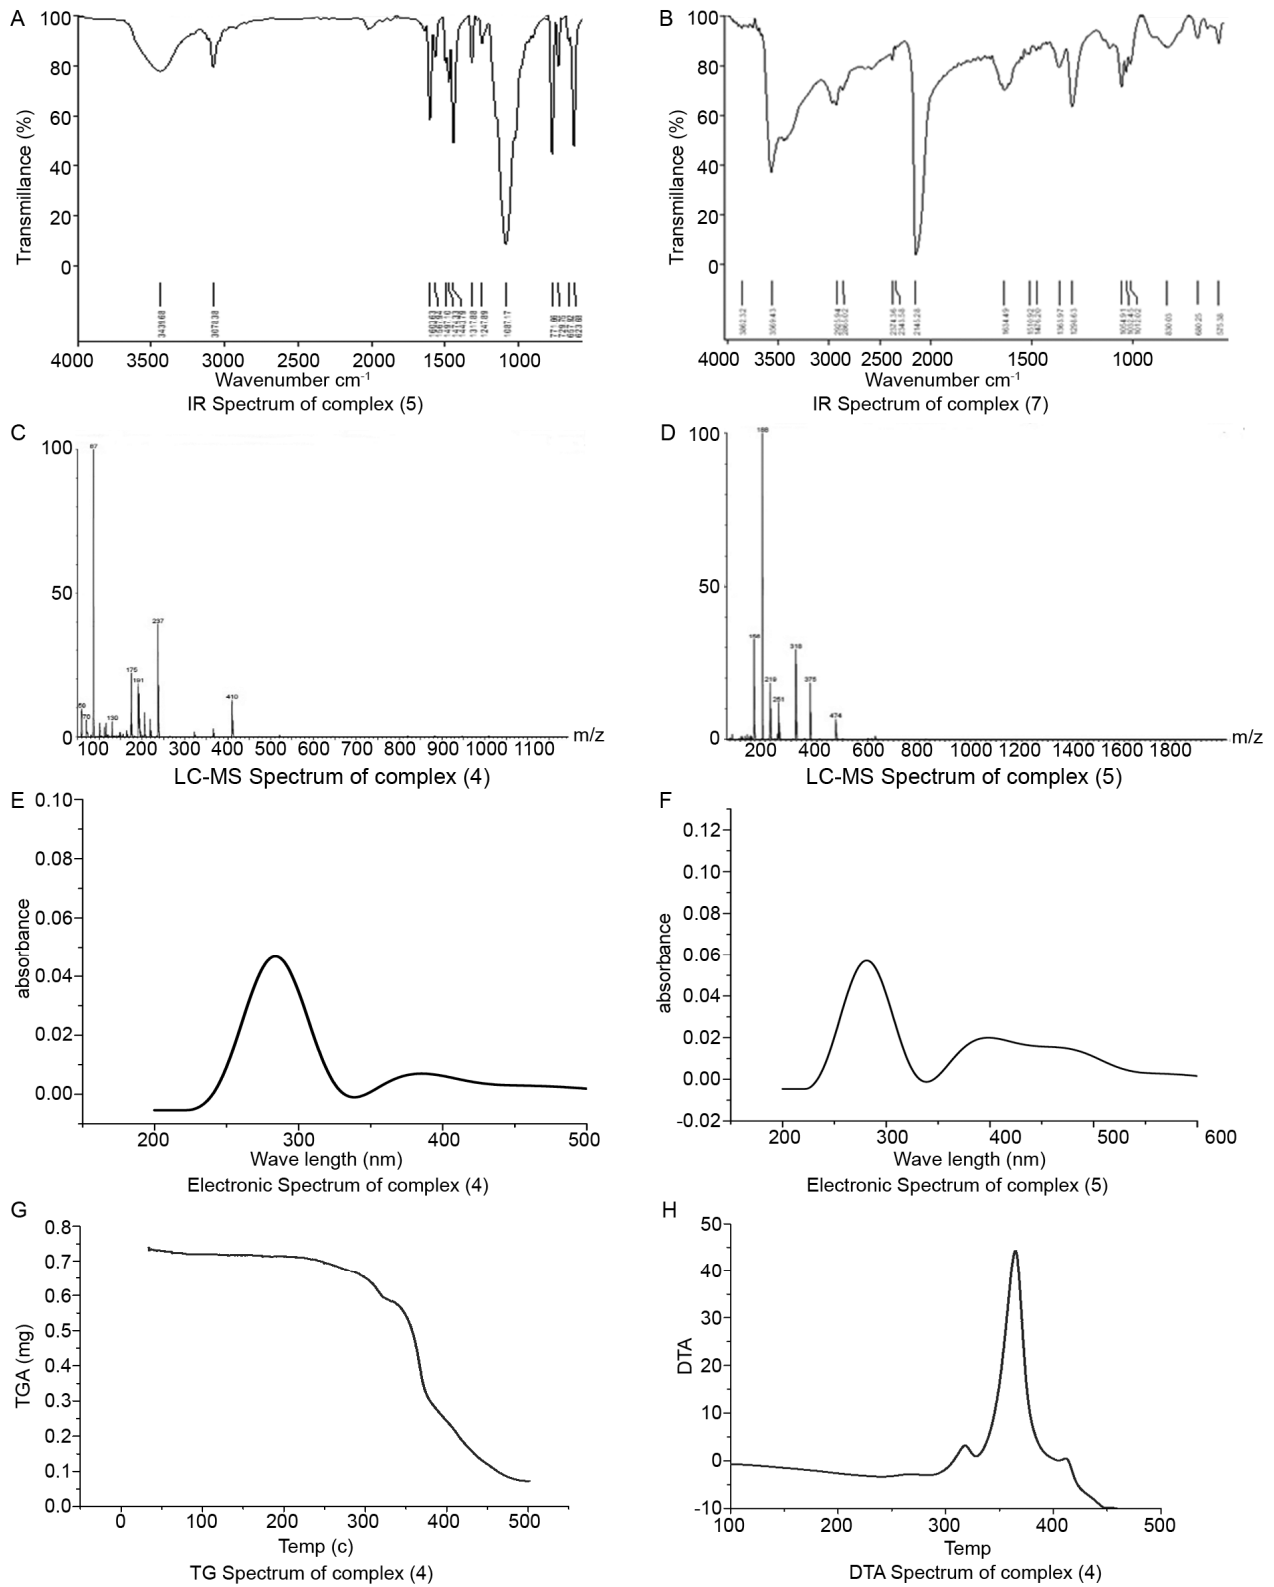 A
100
80
60
40
20
0
Transmillance (%)
3078.38
1317.88
1247.89
1087.17
4000 3500 2500 2000 1500 1000
Wavenumber cm-1
IR Spectrum of complex (5)
B
100
80
60
40
20
0
Transmillance (%)
4000 3500 3000 2500 2000 1000
Wavenumber cm-1
IR Spectrum of complex (7)
C
100
50
0
87
237
175
191
410
70
130
100 200 300 400 500 600 700 800 900 1000 1100
m/z
LC-MS Spectrum of complex (4)
D
100
50
0
318
219
251
474
200 400 600 800 1000 1200 1400 1600 1800
m/z
LC-MS Spectrum of complex (5)
E
0.10
0.08
0.06
0.04
0.02
0.00
absorbance
200 300 400 500
Wave length (nm)
Electronic Spectrum of complex (4)
F
0.12
0.10
0.08
0.06
0.04
0.02
0.00
-0.02
absorbance
200 300 400 500 600
Wave length (nm)
Electronic Spectrum of complex (5)
G
0.8
0.7
0.6
0.5
0.4
0.3
0.2
0.1
0.0
TGA (mg)
0 100 200 300 400 500
Temp (c)
TG Spectrum of complex (4)
H
50
40
30
20
10
0
-10
DTA
100 200 300 400 500
Temp
DTA Spectrum of complex (4)